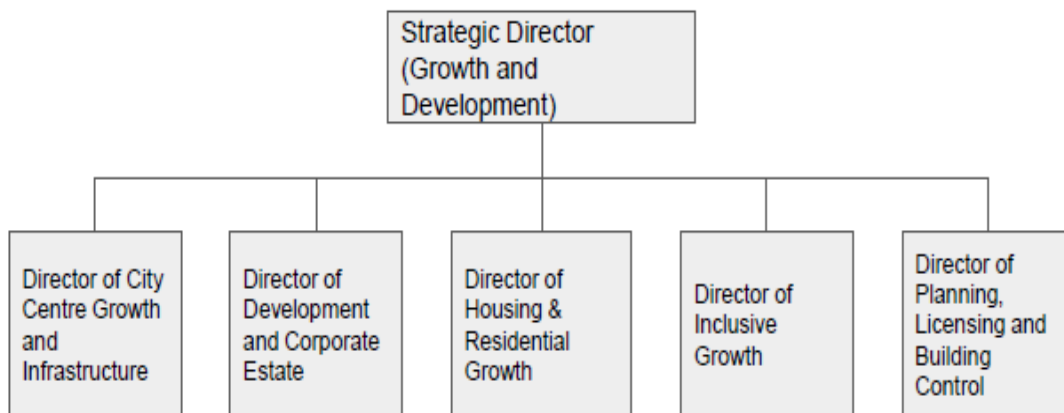 Strategic Director
(Growth and
Development)
Director of City
Centre Growth
and
Infrastructure
Director of
Development
and Corporate
Estate
Director of
Housing &
Residential
Growth
Director of
Inclusive
Growth
Director of
Planning,
Licensing and
Building
Control